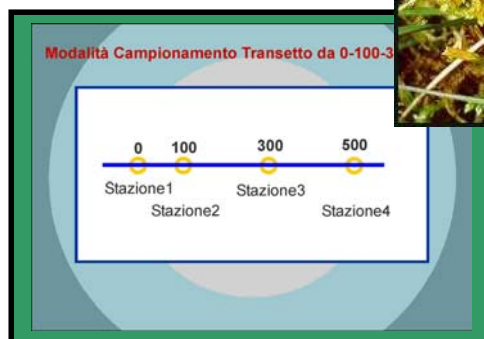 Modalità Campionamento Transetto da 0-100-3
0 100 300 500
Stazione1 Stazione3
Stazione2 Stazione4